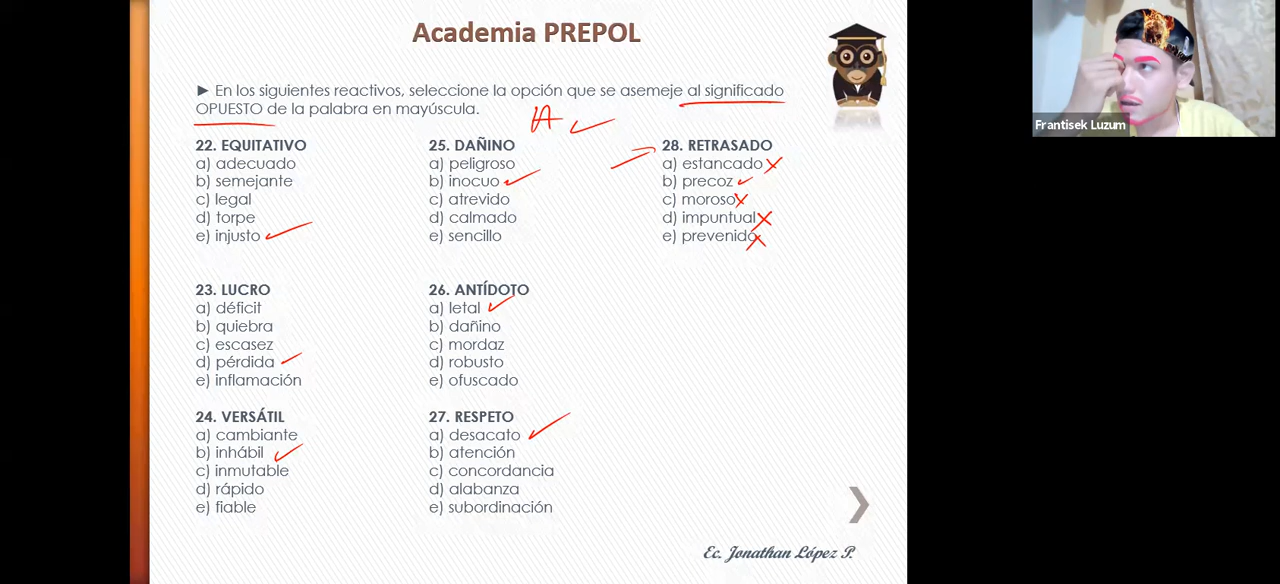 Academia PREPOL
► En los siguientes reactivos, seleccione la opción que se asemeje al significado
OPUESTO de la palabra en mayúscula.
A
22. EQUITATIVO
a) adecuado
b) semejante
c) legal
d) torpe
e) injusto
23. LUCRO
a) déficit
b) quiebra
c) escasez
d) pérdida
e) inflamación
24. VERSÁTIL
a) cambiante
b) inhábil
c) inmutable
d) rápido
e) fiable
25. DAÑINO
a) peligroso
b) inocuo
c) atrevido
d) calmado
e) sencillo
26. ANTÍDOTO
a) letal
b) dañino
c) mordaz
d) robusto
e) ofuscado
27. RESPETO
a) desacato
b) atención
c) concordancia
d) alabanza
e) subordinación
28. RETRASADO
a) estancado
b) precoz
c) moroso
d) impuntual
e) prevenido
Ec. Jonathan López P.
Frantisek Luzum